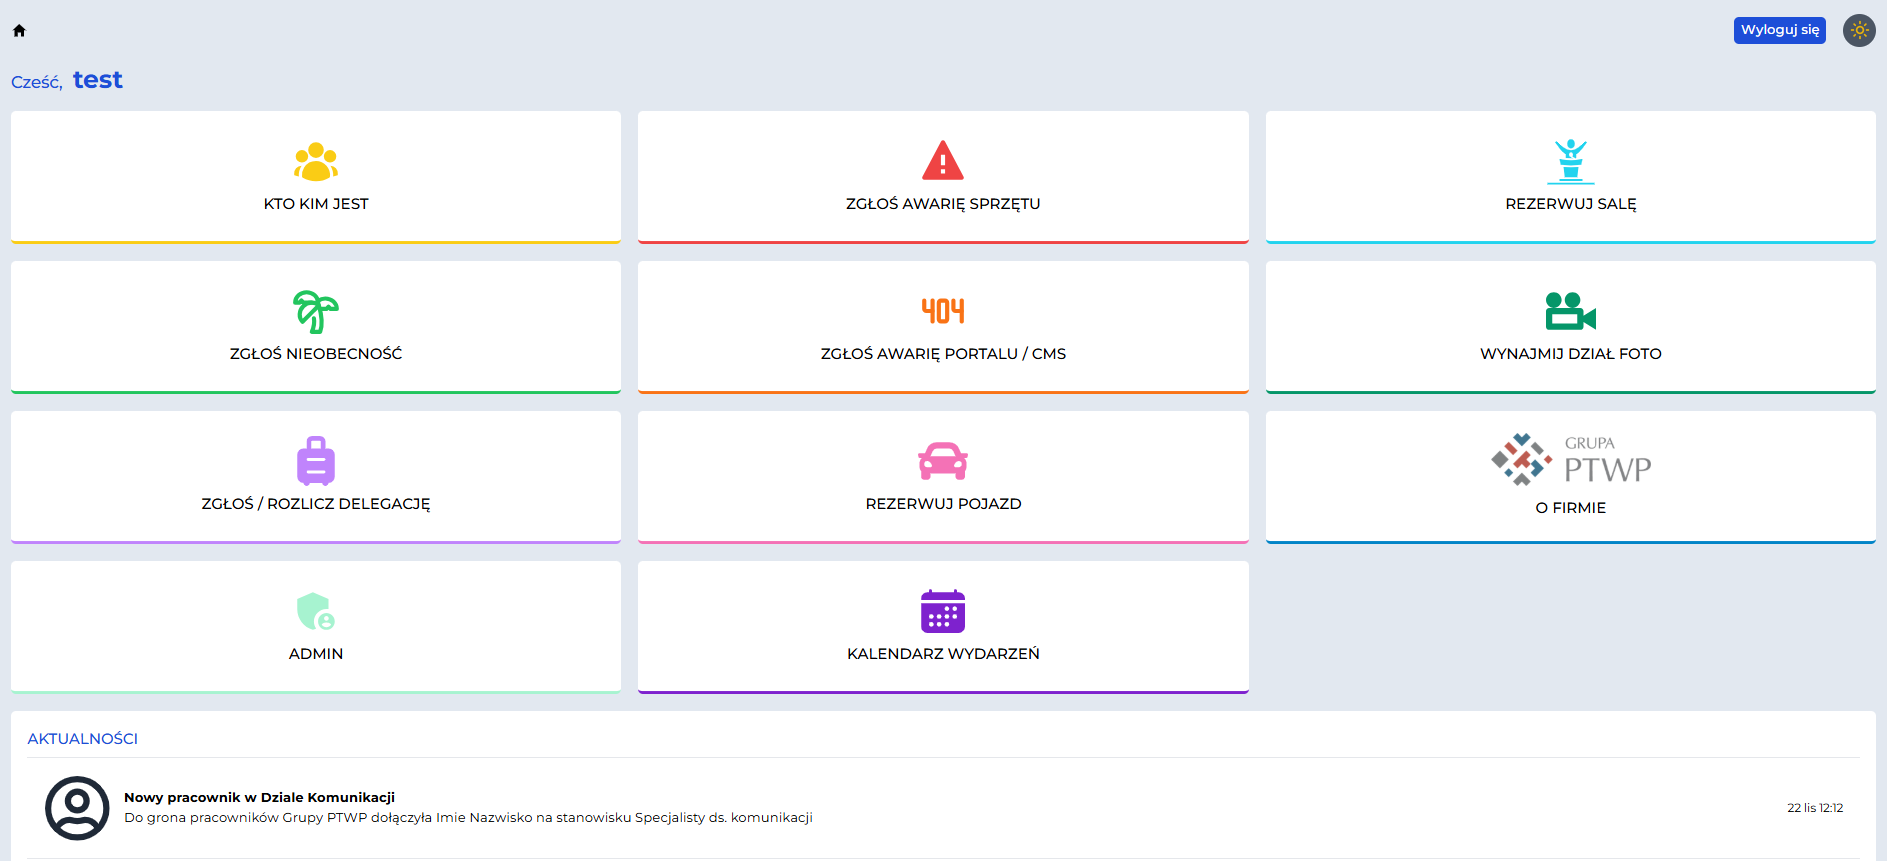 Wyloguj się
Cześć, test
KTO KIM JEST
ZGŁOŚ AWARIĘ SPRZĘTU
REZERWUJ SALĘ
ZGŁOŚ NIEOBECNOŚĆ
404
ZGŁOŚ AWARIĘ PORTALU / CMS
WYNAJMIJ DZIAŁ FOTO
ZGŁOŚ / ROZLICZ DELEGACJĘ
REZERWUJ POJAZD
GRUPA
PTWP
O FIRMIE
ADMIN
KALENDARZ WYDARZEŃ
AKTUALNOŚCI
Nowy pracownik w Dziale Komunikacji
Do grona pracowników Grupy PTWP dołączyła Imie Nazwisko na stanowisku Specjalisty ds. komunikacji
22 lis 12:12